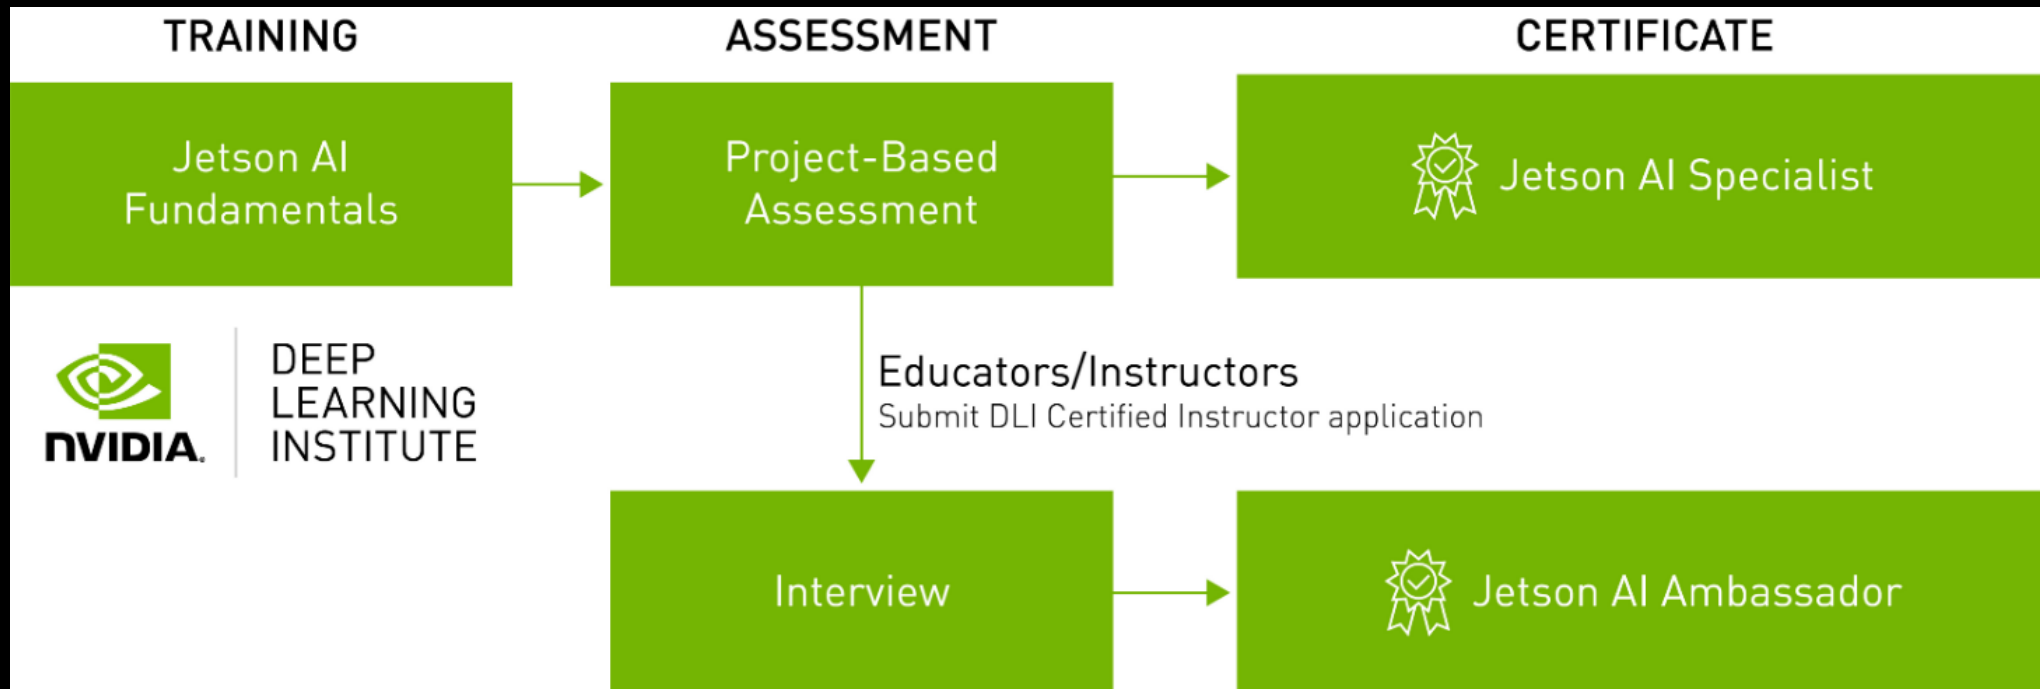 TRAINING
ASSESSMENT
CERTIFICATE
Jetson AI
Fundamentals
Project-Based
Assessment
Jetson AI Specialist
NVIDIA.
DEEP
LEARNING
INSTITUTE
Educators/Instructors
Submit DLI Certified Instructor application
Interview
Jetson AI Ambassador